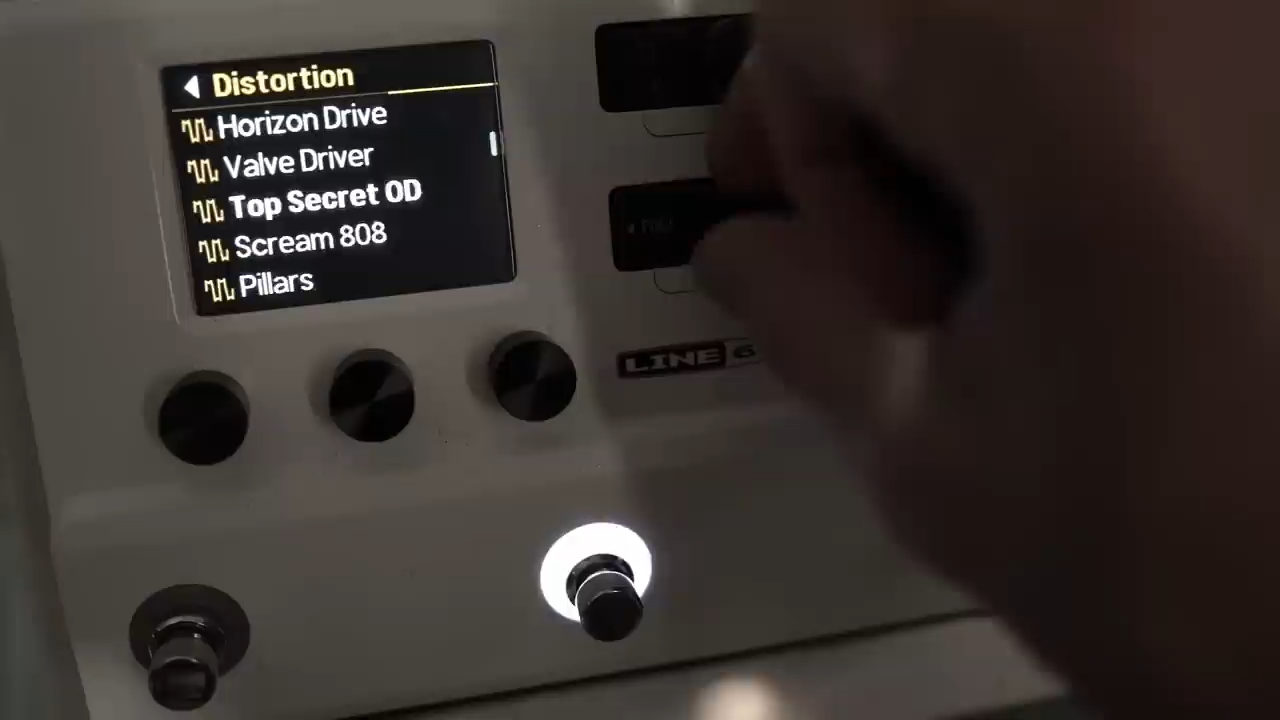 Distortion
Horizon Drive
Valve Driver
Top Secret OD
Scream 808
Pillars
LINE 6